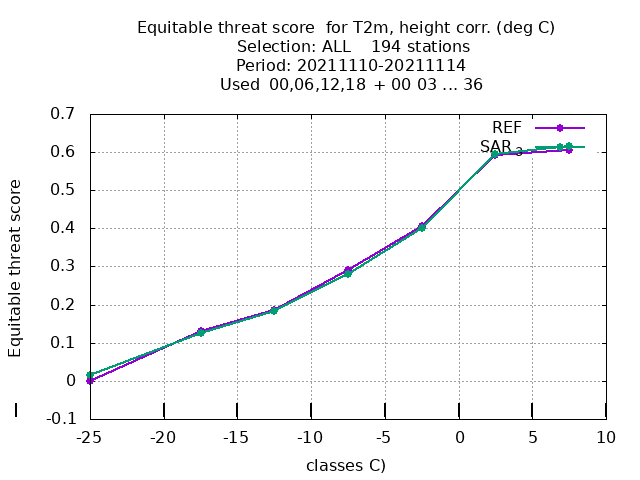 Equitable threat score  for T2m, height corr. (deg C)
Selection: ALL    194 stations
Period: 20211110-20211114
Used  00,06,12,18  + 00 03 ... 36
0.7
0.6
0.5
0.4
0.3
0.2
0.1
0
-0.1
Equitable threat score
REF
SAR 3
-25
-20
-15
-10
-5
0
5
10
classes C)